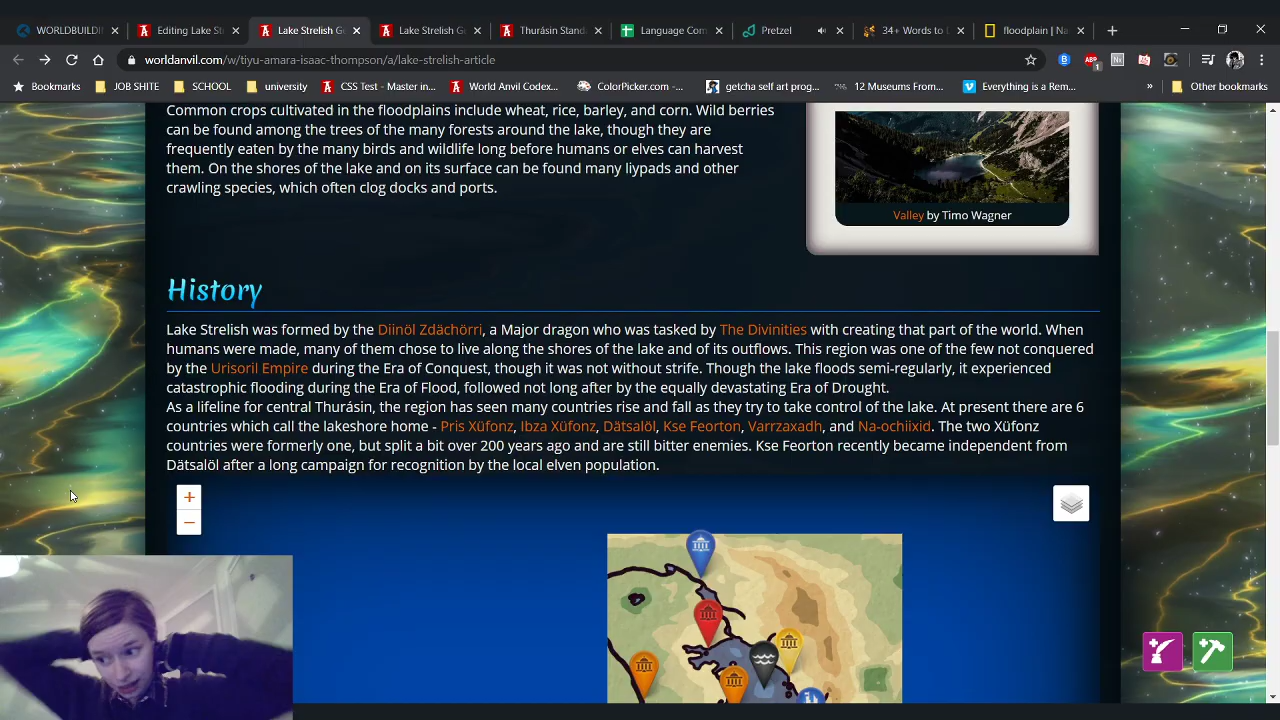 WORLDBUILDI
Editing Lake St
Lake Strelish Ge
Lake Strelish G
Thurásin Stand
Language Com
Pretzel
34+ Words to U
floodplain | Na
worldanvil.com/w/tiyu-amara-isaac-thompson/a/lake-strelish-article
Bookmarks
JOB SHITE
SCHOOL
university
CSS Test - Master in...
World Anvil Codex...
ColorPicker.com -...
getcha self art prog...
12 Museums From...
Everything is a Rem...
»
Other bookmarks
Common crops cultivated in the floodplains include wheat, rice, barley, and corn. Wild berries
can be found among the trees of the many forests around the lake, though they are
frequently eaten by the many birds and wildlife long before humans or elves can harvest
them. On the shores of the lake and on its surface can be found many liypads and other
crawling species, which often clog docks and ports.
Valley by Timo Wagner
History
Lake Strelish was formed by the Diinöl Zdächörri, a Major dragon who was tasked by The Divinities with creating that part of the world. When
humans were made, many of them chose to live along the shores of the lake and of its outflows. This region was one of the few not conquered
by the Urisoril Empire during the Era of Conquest, though it was not without strife. Though the lake floods semi-regularly, it experienced
catastrophic flooding during the Era of Flood, followed not long after by the equally devastating Era of Drought.
As a lifeline for central Thurásin, the region has seen many countries rise and fall as they try to take control of the lake. At present there are 6
countries which call the lakeshore home - Pris Xüfonz, Ibza Xüfonz, Dätsalöl, Kse Feorton, Varrzaxadh, and Na-ochiixid. The two Xüfonz
countries were formerly one, but split a bit over 200 years ago and are still bitter enemies. Kse Feorton recently became independent from
Dätsalöl after a long campaign for recognition by the local elven population.
+
−